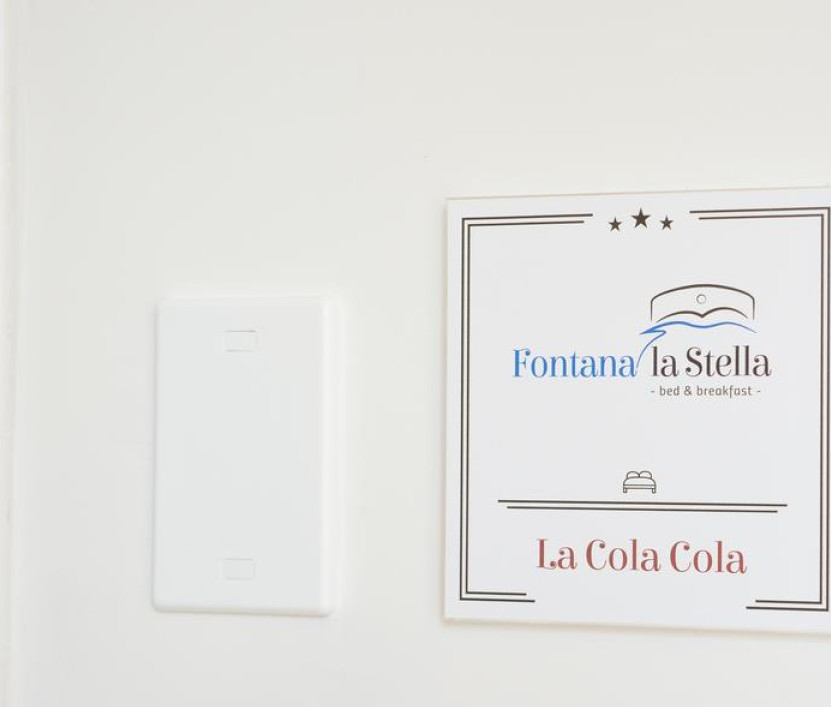 Fontana la Stella
- bed & breakfast -
La Cola Cola